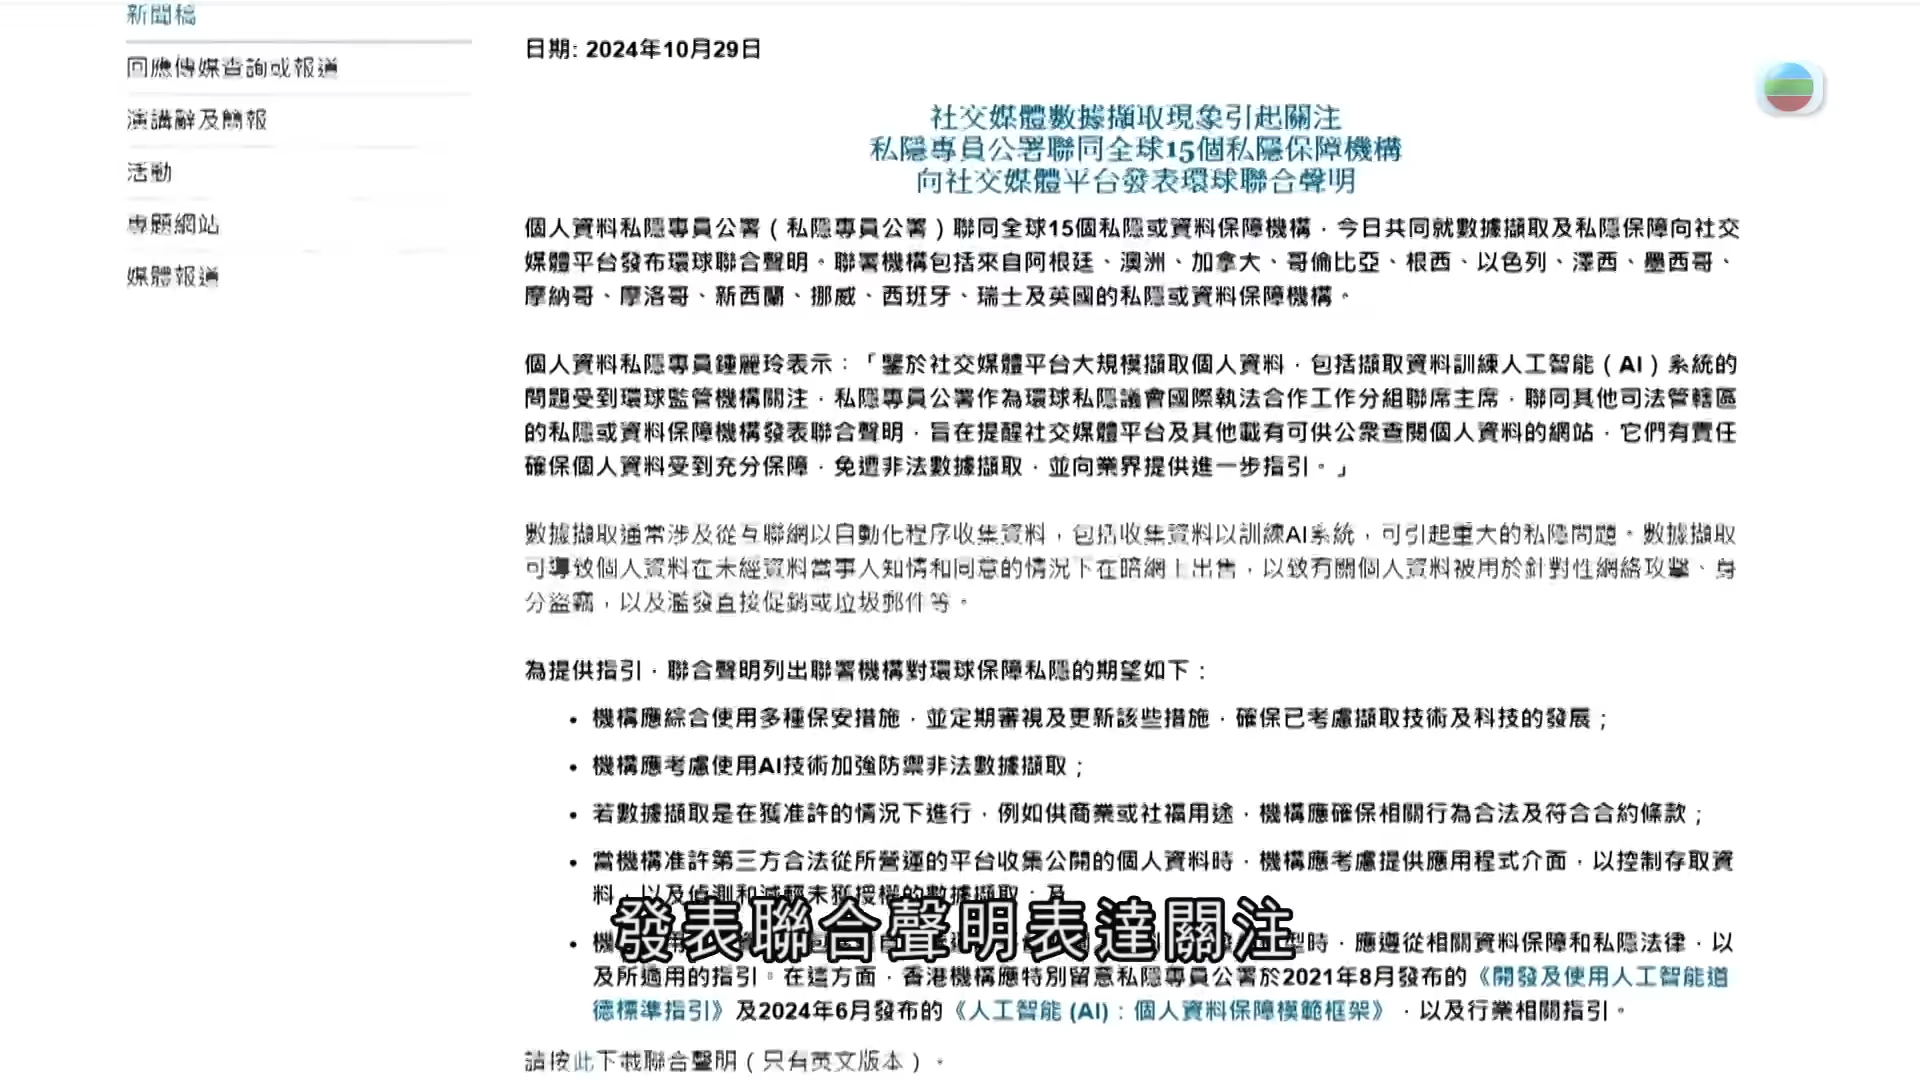 新聞稿
回應傳媒查詢或報道
演講辭及簡報
活動
專題網站
媒體報道
日期: 2024年10月29日
社交媒體數據擷取現象引起關注
私隱專員公署聯同全球15個私隱保障機構
向社交媒體平台發表環球聯合聲明
個人資料私隱專員公署（私隱專員公署）聯同全球15個私隱或資料保障機構，今日共同就數據擷取及私隱保障向社交
媒體平台發布環球聯合聲明。聯署機構包括來自阿根廷、澳洲、加拿大、哥倫比亞、根西、以色列、澤西、墨西哥、
摩納哥、摩洛哥、新西蘭、挪威、西班牙、瑞士及英國的私隱或資料保障機構。
個人資料私隱專員鍾麗玲表示：「鑒於社交媒體平台大規模擷取個人資料，包括擷取資料訓練人工智能（AI）系統的
問題受到環球監管機構關注，私隱專員公署作為環球私隱議會國際執法合作工作分組聯席主席，聯同其他司法管轄區
的私隱或資料保障機構發表聯合聲明，旨在提醒社交媒體平台及其他載有可供公眾查閱個人資料的網站，它們有責任
確保個人資料受到充分保障，免遭非法數據擷取，並向業界提供進一步指引。」
數據擷取通常涉及從互聯網以自動化程序收集資料，包括收集資料以訓練AI系統，可引起重大的私隱問題。數據擷取
可導致個人資料在未經資料當事人知情和同意的情況下在暗網上出售，以致有關個人資料被用於針對性網絡攻擊、身
分盜竊，以及濫發直接促銷或垃圾郵件等。
為提供指引，聯合聲明列出聯署機構對環球保障私隱的期望如下：
• 機構應綜合使用多種保安措施，並定期審視及更新該些措施，確保已考慮擷取技術及科技的發展；
• 機構應考慮使用AI技術加強防禦非法數據擷取；
• 若數據擷取是在獲准許的情況下進行，例如供商業或社福用途，機構應確保相關行為合法及符合合約條款；
• 當機構准許第三方合法從所營運的平台收集公開的個人資料時，機構應考慮提供應用程式介面，以控制存取資
料，以及偵測和減輕未獲授權的數據擷取；及
發表聯合聲明表達關注
• 機 型時，應遵從相關資料保障和私隱法律，以
及所適用的指引。在這方面，香港機構應特別留意私隱專員公署於2021年8月發布的《開發及使用人工智能道
德標準指引》及2024年6月發布的《人工智能 (AI)：個人資料保障模範框架》，以及行業相關指引。
請按此下載聯合聲明（只有英文版本）。